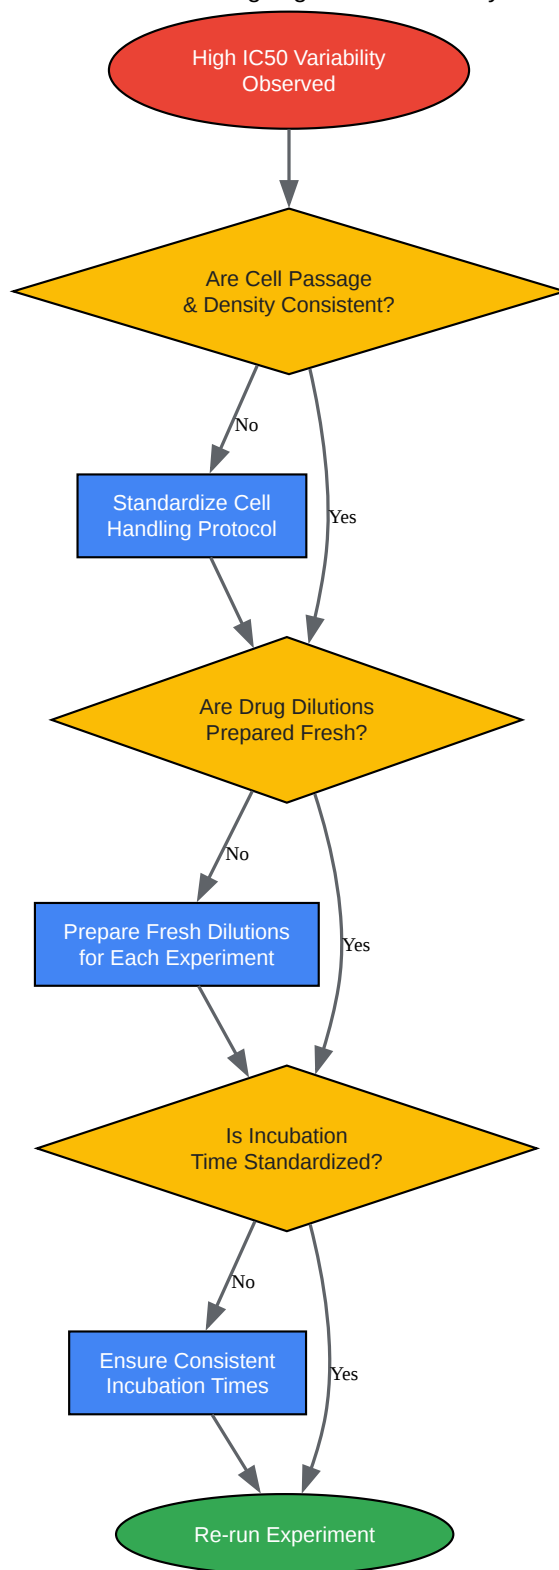 High IC50 Variability
Observed
Are Cell Passage
& Density Consistent?
No
Yes
Standardize Cell
Handling Protocol
Are Drug Dilutions
Prepared Fresh?
No
Yes
Prepare Fresh Dilutions
for Each Experiment
Is Incubation
Time Standardized?
No
Yes
Ensure Consistent
Incubation Times
Re-run Experiment